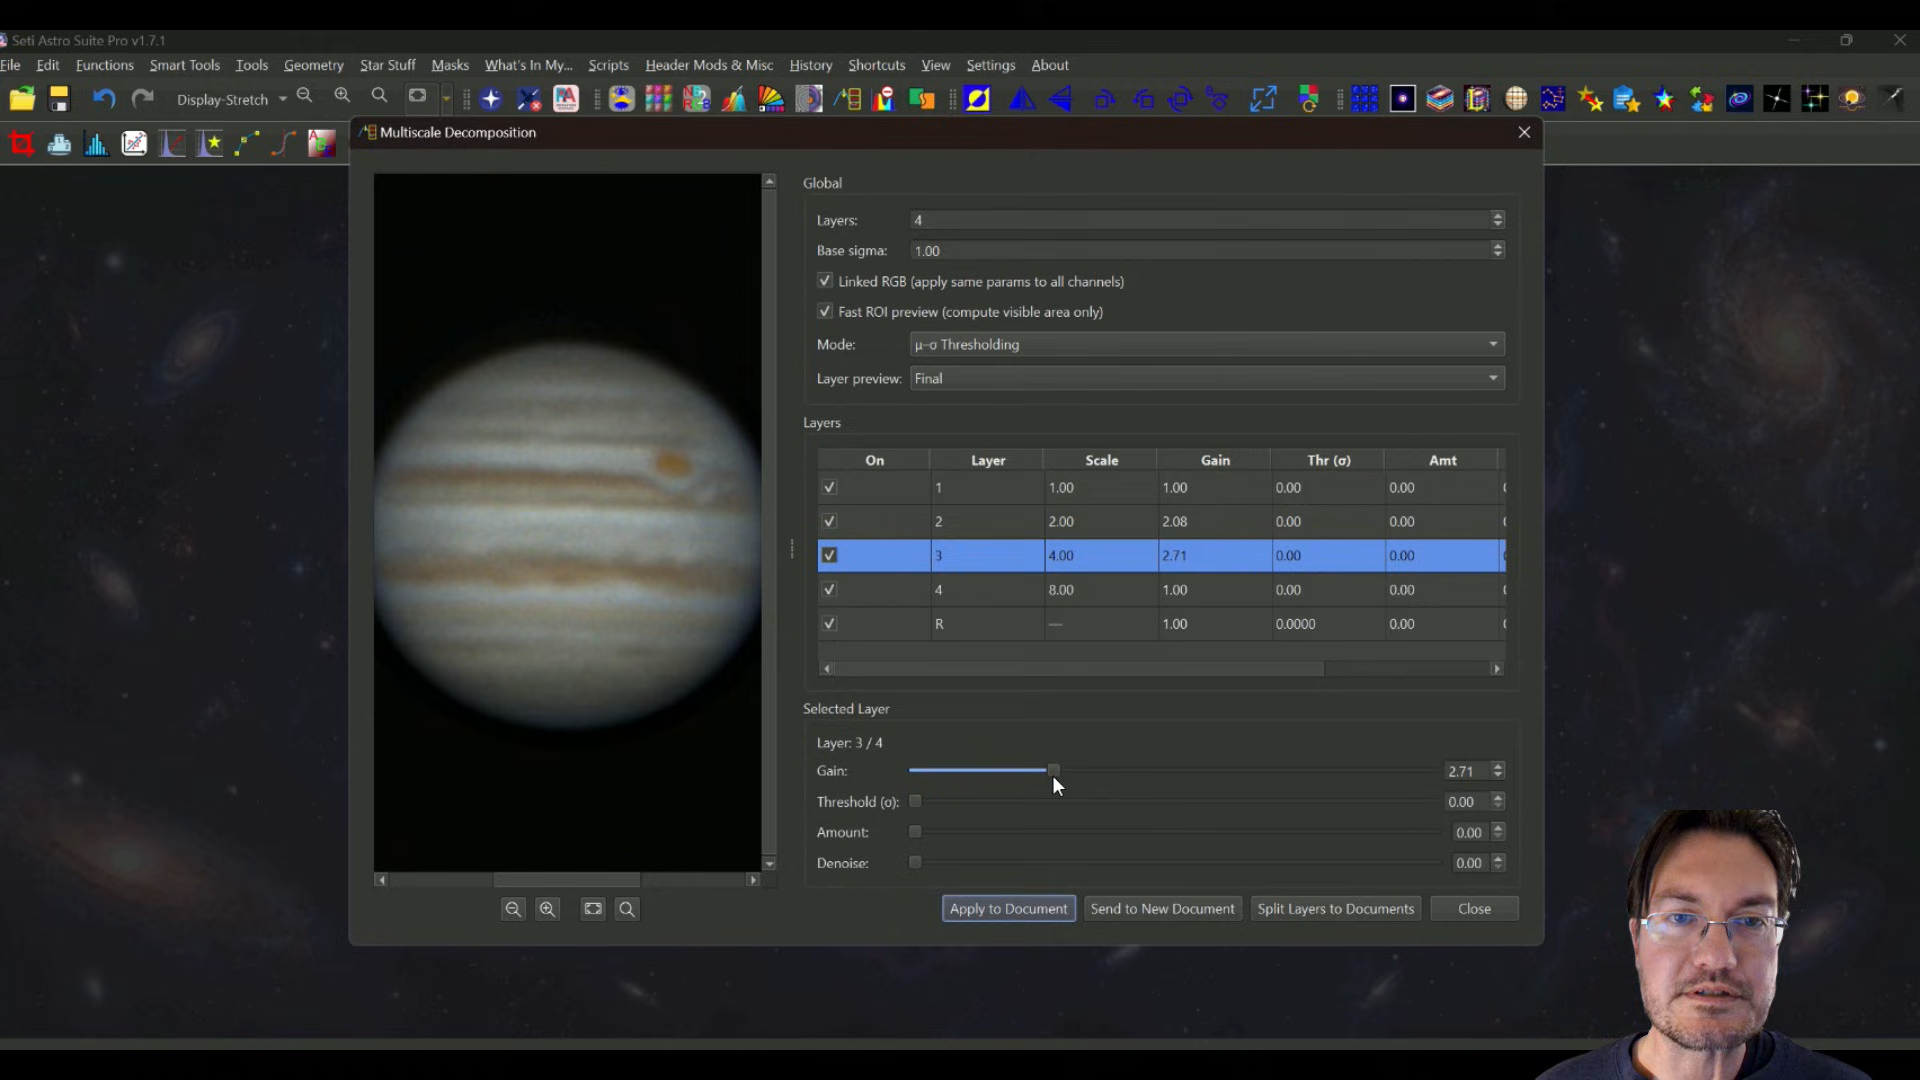 Seti Astro Suite Pro v1.7.1
File Edit Functions Smart Tools Tools Geometry Star Stuff Masks What's In My... Scripts Header Mods & Misc History Shortcuts View Settings About
Display-Stretch
Multiscale Decomposition
Global
Layers: 4
Base sigma: 1.00
Linked RGB (apply same params to all channels)
Fast ROI preview (compute visible area only)
Mode: μ–σ Thresholding
Layer preview: Final
Layers
On Layer Scale Gain Thr (σ) Amt
1 1.00 1.00 0.00 0.00
2 2.00 2.08 0.00 0.00
3 4.00 2.71 0.00 0.00
4 8.00 1.00 0.00 0.00
R — 1.00 0.0000 0.00
Selected Layer
Layer: 3 / 4
Gain: 2.71
Threshold (σ): 0.00
Amount: 0.00
Denoise: 0.00
Apply to Document Send to New Document Split Layers to Documents Close